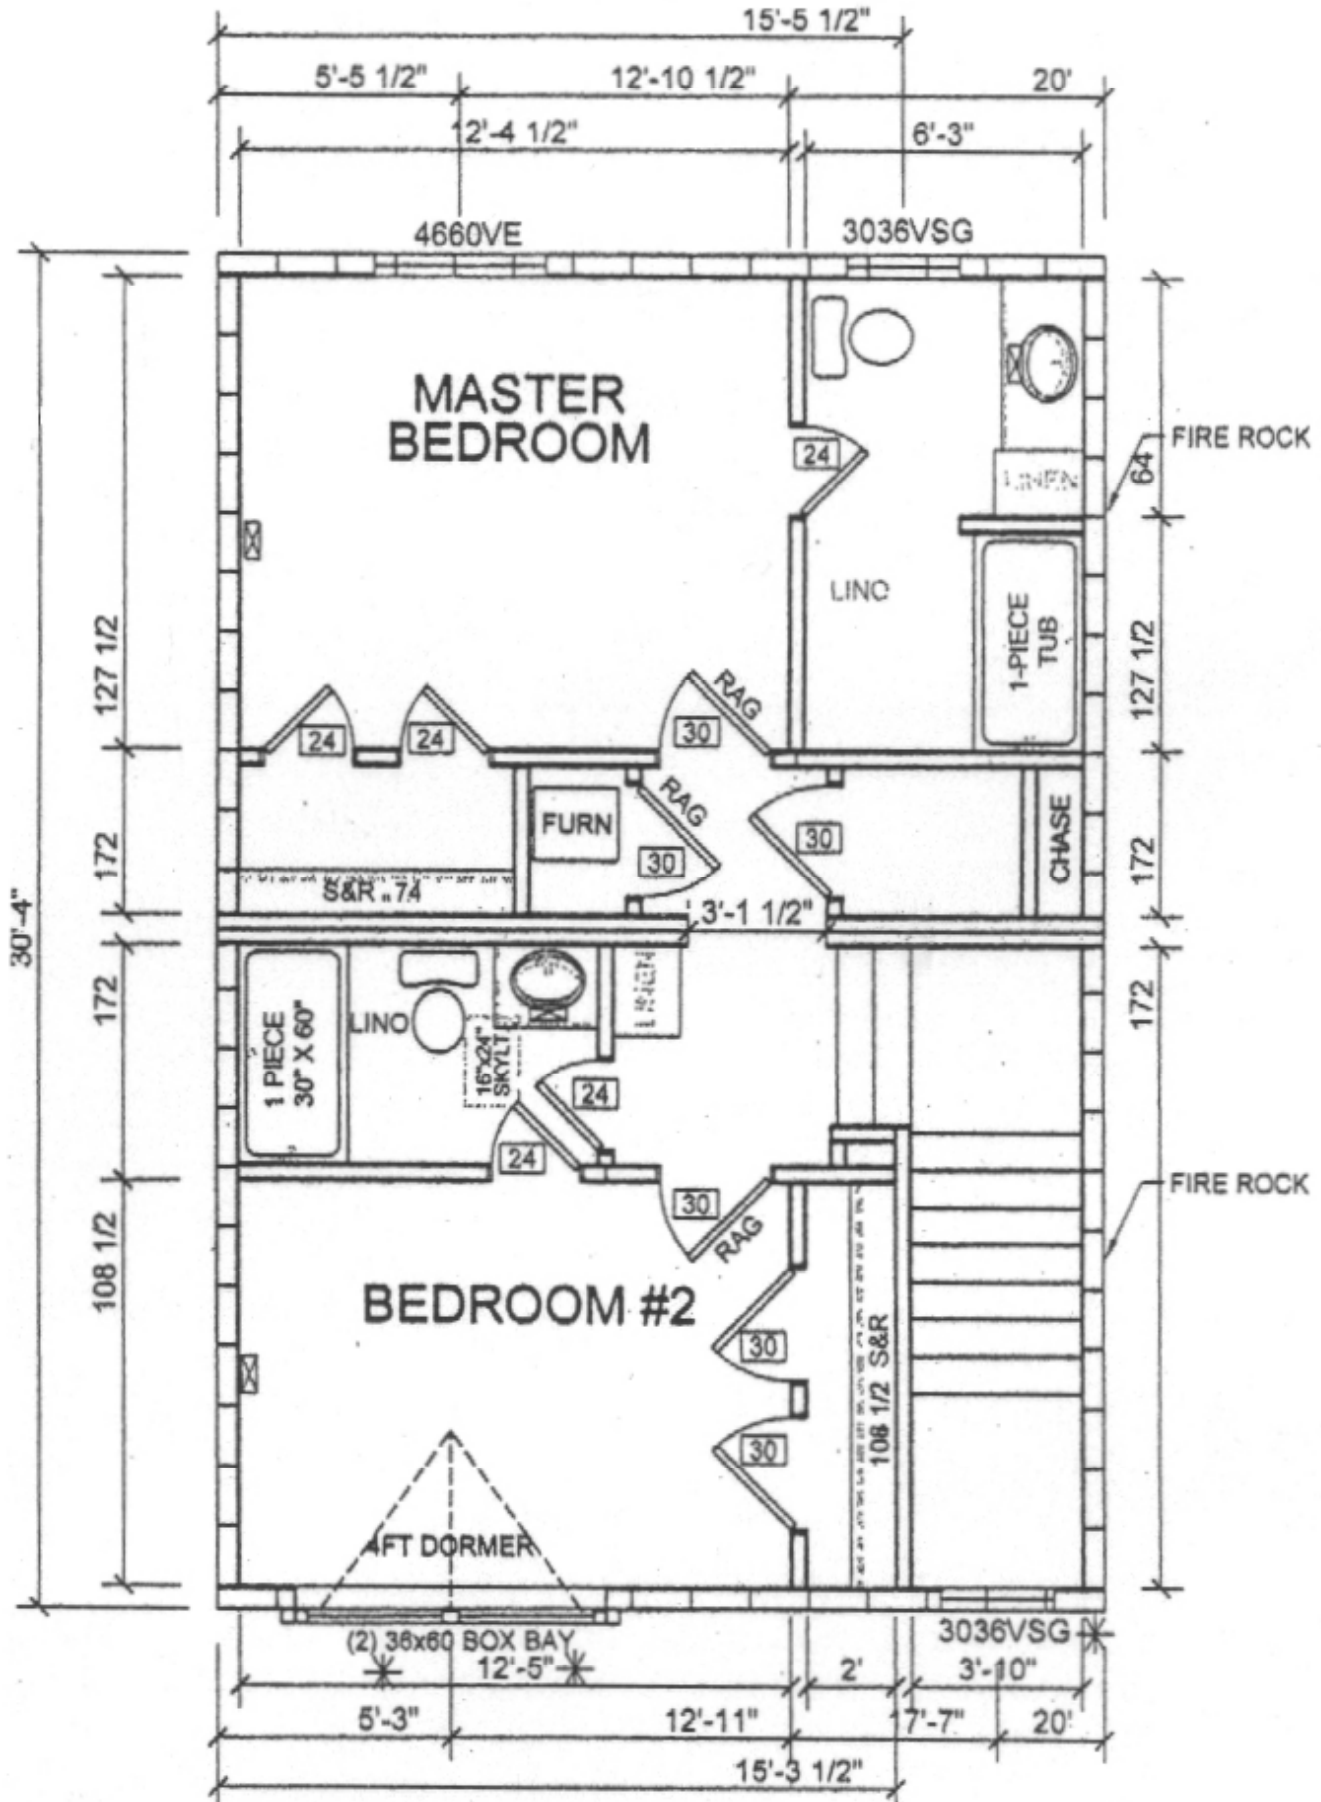 15'-5 1/2"
5'-5 1/2"
12'-10 1/2"
20'
12'-4 1/2"
6'-3"
4660VE
3036VSG
MASTER
BEDROOM
24
FIRE ROCK
64
LINEN
LINO
1-PIECE
TUB
127 1/2
127 1/2
RAG
24
24
30
RAG
FURN
30
30
CHASE
172
172
S&R 74
3'-1 1/2"
30'-4"
1 PIECE
30" X 60"
LINO
16"x24"
SKYLT
LINEN
172
172
24
24
30
RAG
FIRE ROCK
108 1/2
BEDROOM #2
30
108 1/2 S&R
30
4FT DORMER
(2) 36x60 BOX BAY
3036VSG
12'-5"
2'
3'-10"
5'-3"
12'-11"
17'-7"
20'
15'-3 1/2"